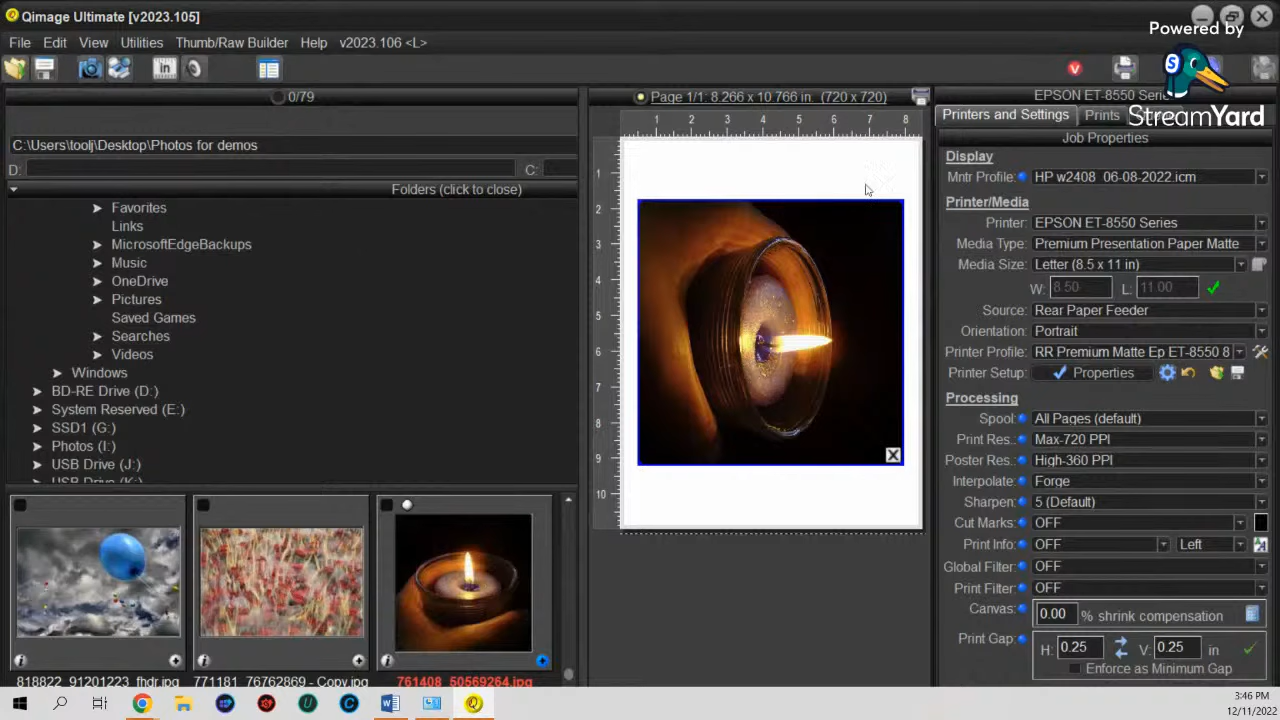 Qimage Ultimate [v2023.105]
Powered by
StreamYard
File Edit View Utilities Thumb/Raw Builder Help v2023.106 <L>
0/79
Page 1/1: 8.266 x 10.766 in. (720 x 720)
EPSON ET-8550
Printers and Settings Prints
C:\Users\toolj\Desktop\Photos for demos
D: C:
Folders (click to close)
Favorites
Links
MicrosoftEdgeBackups
Music
OneDrive
Pictures
Saved Games
Searches
Videos
Windows
BD-RE Drive (D:)
System Reserved (E:)
SSD1 (G:)
Photos (I:)
USB Drive (J:)
USB Drive (K:)
818822_91201223_fhdr.jpg
771181_76762869 - Copy.jpg
761408_50569264.jpg
1 2 3 4 5 6 7 8
1
2
3
4
5
6
7
8
9
10
Job Properties
Display
Mntr Profile: HP w2408 06-08-2022.icm
Printer/Media
Printer: EPSON ET-8550 Series
Media Type: Premium Presentation Paper Matte
Media Size: Letter (8.5 x 11 in)
W: 8.50 L: 11.00
Source: Rear Paper Feeder
Orientation: Portrait
Printer Profile: RR Premium Matte Ep ET-8550 8
Printer Setup: Properties
Processing
Spool: All Pages (default)
Print Res.: Max-720 PPI
Poster Res.: High-360 PPI
Interpolate: Forge
Sharpen: 5 (Default)
Cut Marks: OFF
Print Info: OFF Left
Global Filter: OFF
Print Filter: OFF
Canvas: 0.00 % shrink compensation
Print Gap: H: 0.25 V: 0.25 in
Enforce as Minimum Gap
3:46 PM
12/11/2022